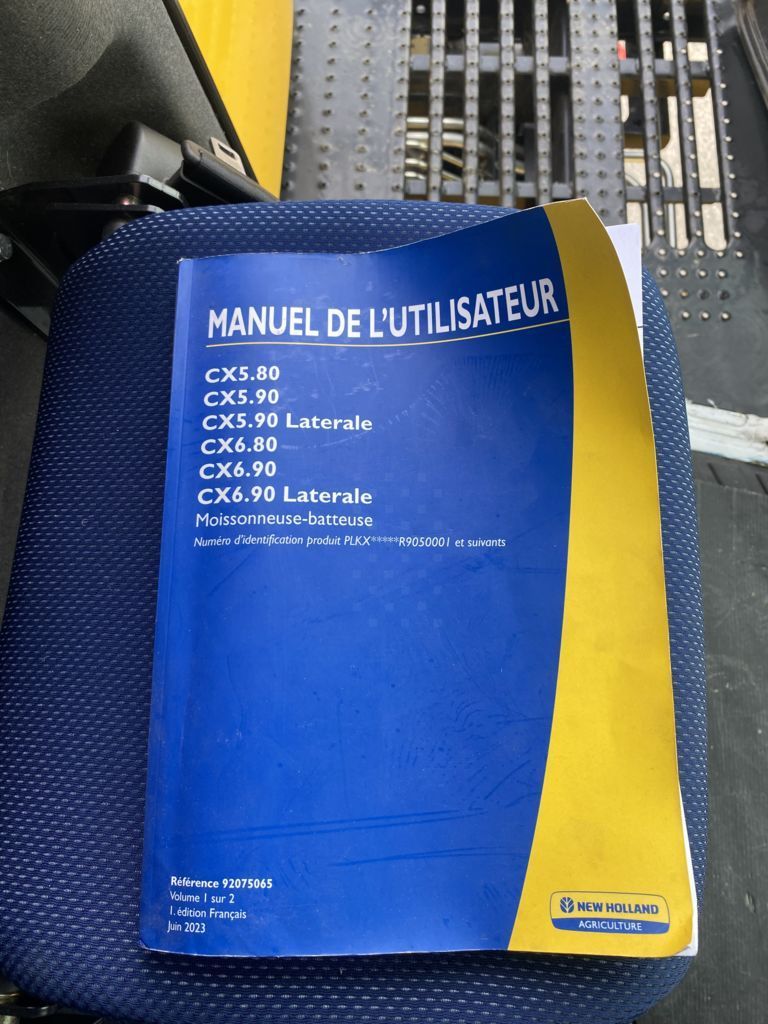 MANUEL DE L'UTILISATEUR
CX5.80
CX5.90
CX5.90 Laterale
CX6.80
CX6.90
CX6.90 Laterale
Moissonneuse-batteuse
Numéro d'identification produit PLKX*****R9050001 et suivants
Référence 92075065
Volume 1 sur 2
1. édition Français
Juin 2023
NEW HOLLAND
AGRICULTURE